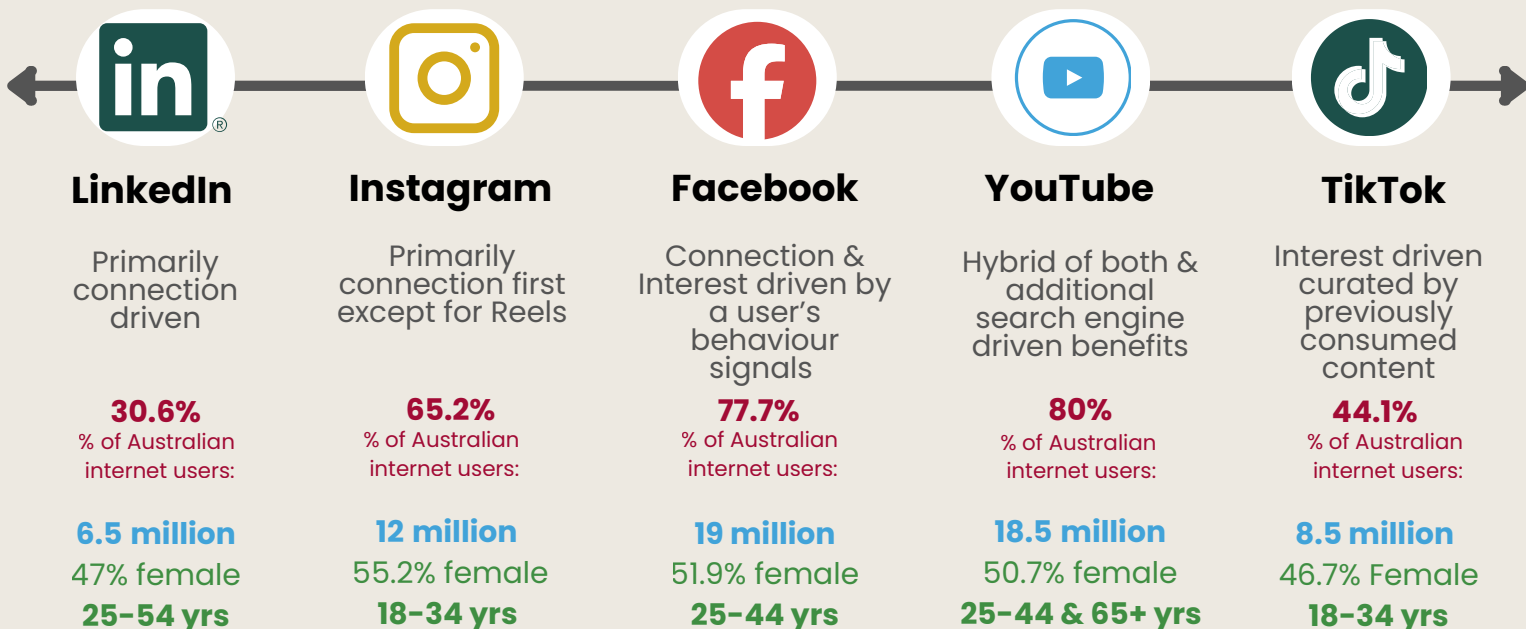 in
®
LinkedIn
Primarily
connection
driven
30.6%
% of Australian
internet users:
6.5 million
47% female
25-54 yrs
Instagram
Primarily
connection first
except for Reels
65.2%
% of Australian
internet users:
12 million
55.2% female
18-34 yrs
Facebook
Connection &
Interest driven by
a user's
behaviour
signals
77.7%
% of Australian
internet users:
19 million
51.9% female
25-44 yrs
YouTube
Hybrid of both &
additional
search engine
driven benefits
80%
% of Australian
internet users:
18.5 million
50.7% female
25-44 & 65+ yrs
TikTok
Interest driven
curated by
previously
consumed
content
44.1%
% of Australian
internet users:
8.5 million
46.7% Female
18-34 yrs